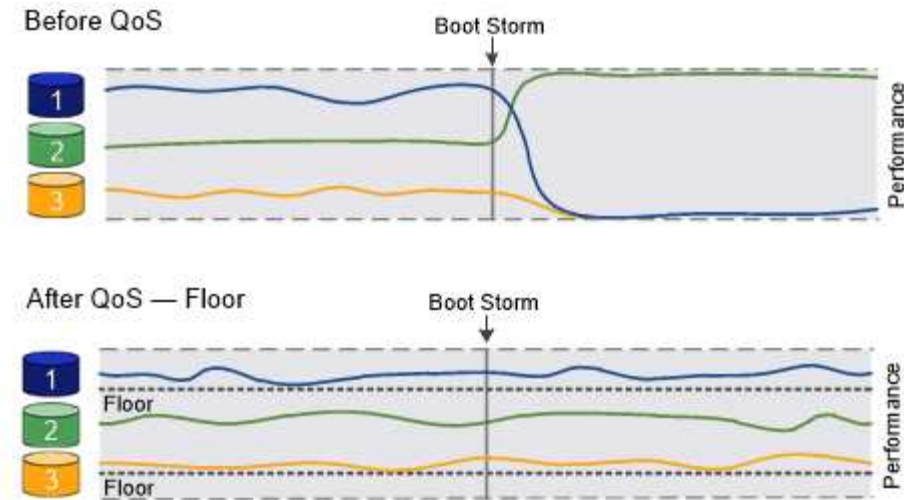 Before QoS
Boot Storm
1
2
3
Performance
After QoS — Floor
Boot Storm
1
Floor
2
3
Floor
Performance